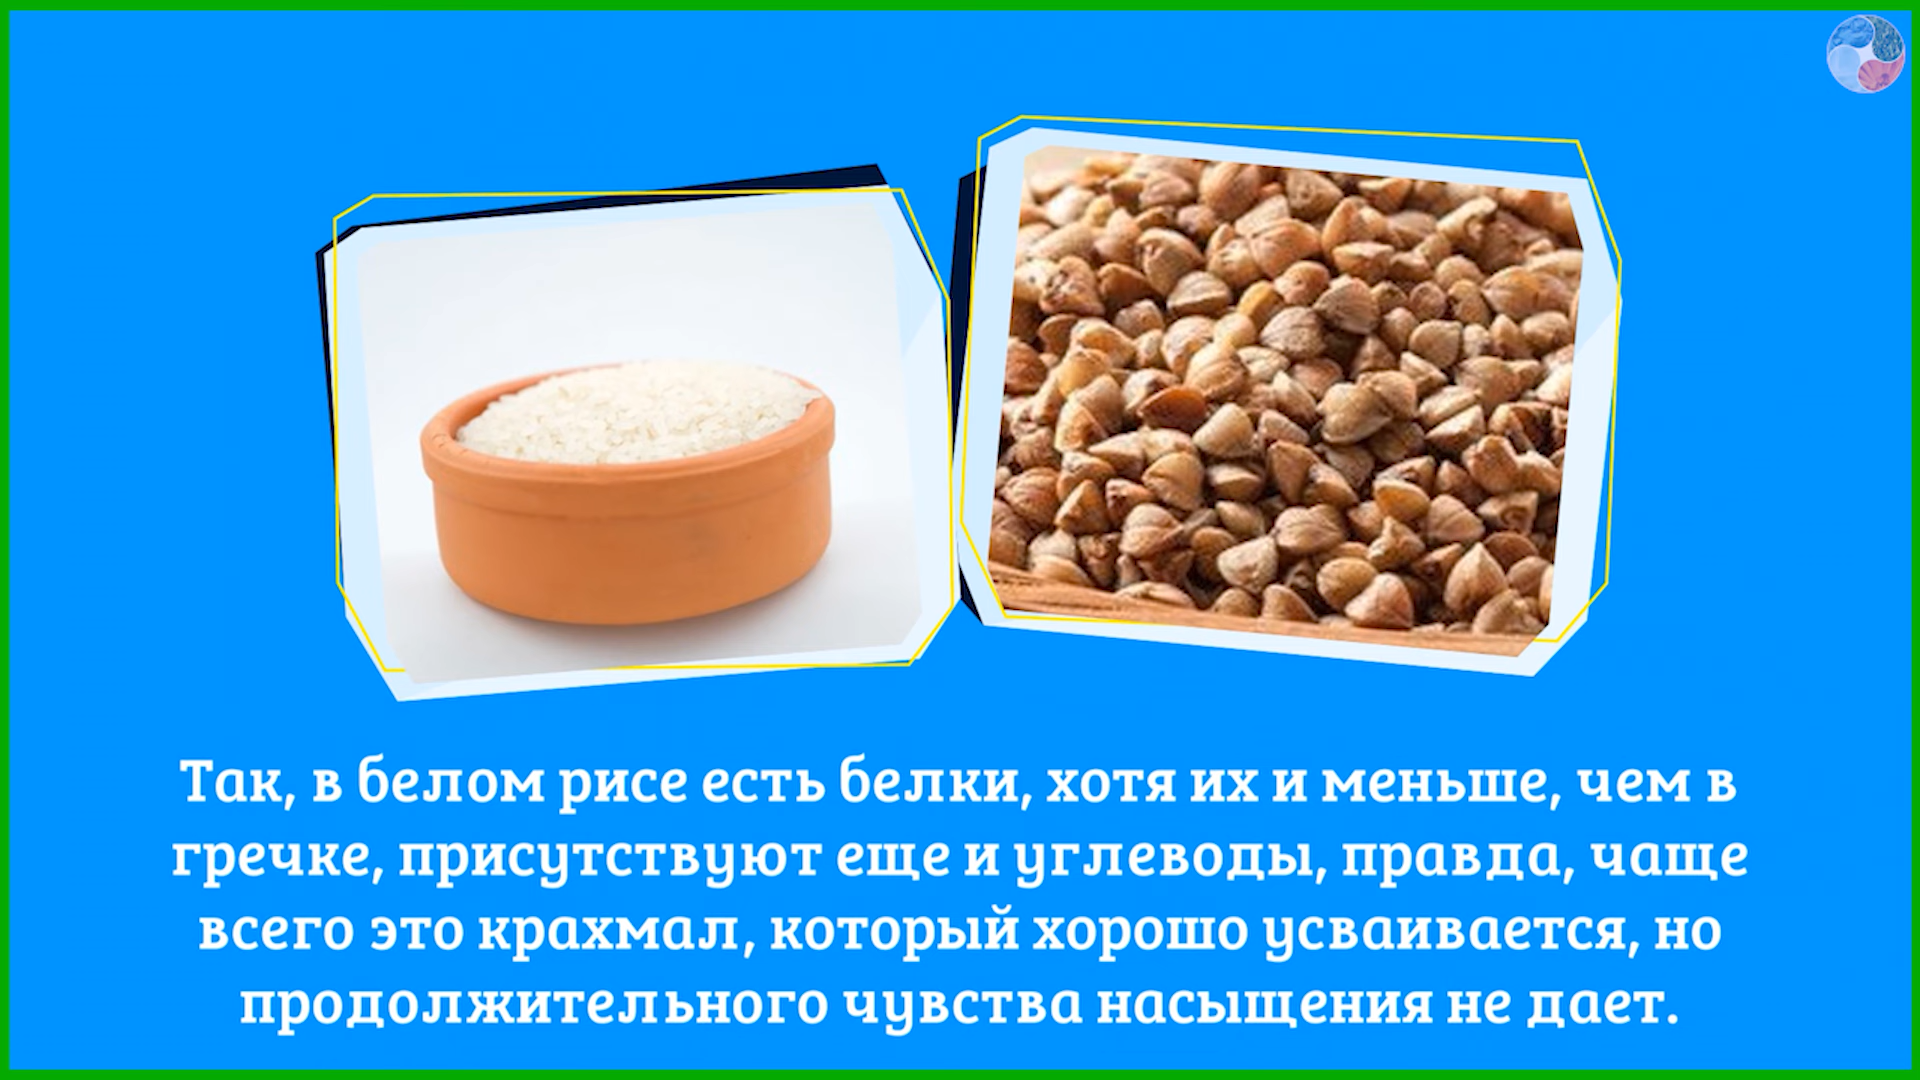 Так, в белом рисе есть белки, хотя их и меньше, чем в
гречке, присутствуют еще и углеводы, правда, чаще
всего это крахмал, который хорошо усваивается, но
продолжительного чувства насыщения не дает.